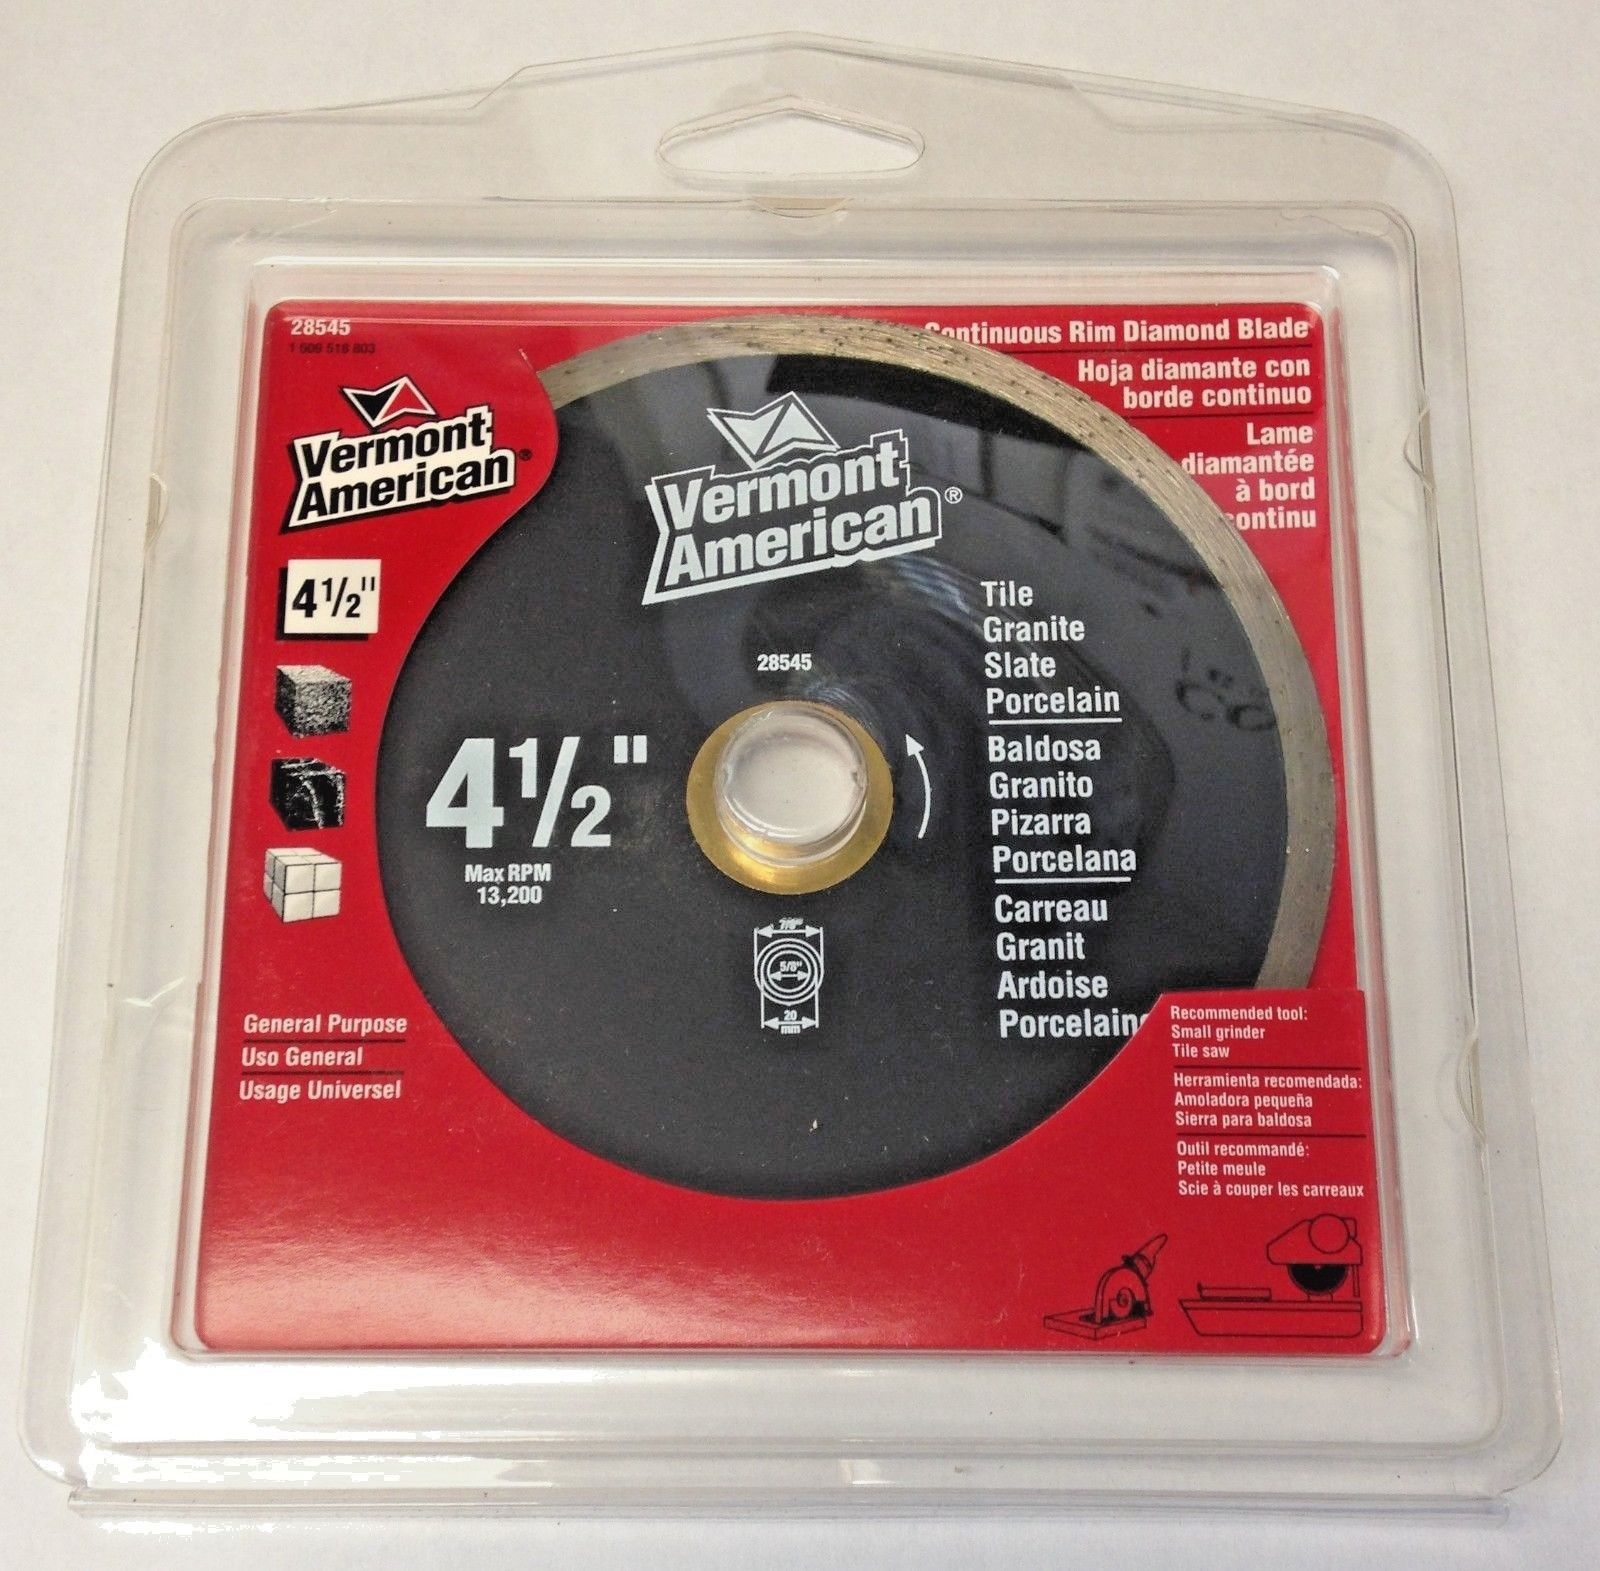 28545
1 609 518 803
Vermont
American®
4 1/2"
General Purpose
Uso General
Usage Universel
Continuous Rim Diamond Blade
Hoja diamante con
borde continuo
Lame
diamantée
à bord
continu
Vermont
American®
28545
4 1/2"
Max RPM
13,200
7/8"
5/8"
20
mm
Tile
Granite
Slate
Porcelain
Baldosa
Granito
Pizarra
Porcelana
Carreau
Granit
Ardoise
Porcelaine
Recommended tool:
Small grinder
Tile saw
Herramienta recomendada:
Amoladora pequeña
Sierra para baldosa
Outil recommandé:
Petite meule
Scie à couper les carreaux